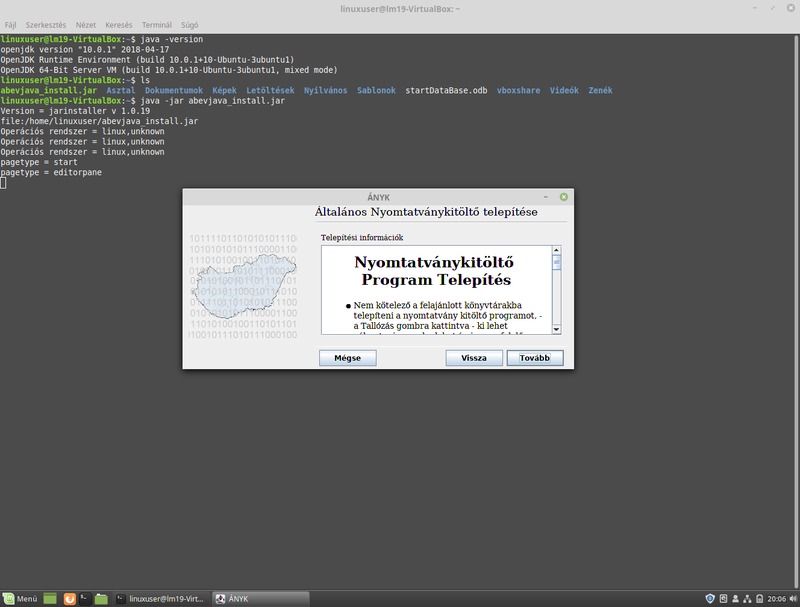 linuxuser@lm19-VirtualBox: ~
Fájl Szerkesztés Nézet Keresés Terminál Súgó
linuxuser@lm19-VirtualBox:~$ java -version
openjdk version "10.0.1" 2018-04-17
OpenJDK Runtime Environment (build 10.0.1+10-Ubuntu-3ubuntu1)
OpenJDK 64-Bit Server VM (build 10.0.1+10-Ubuntu-3ubuntu1, mixed mode)
linuxuser@lm19-VirtualBox:~$ ls
abevjava_install.jar Asztal Dokumentumok Képek Letöltések Nyilvános Sablonok startDataBase.odb vboxshare Videók Zenék
linuxuser@lm19-VirtualBox:~$ java -jar abevjava_install.jar
Version = jarinstaller v 1.0.19
file:/home/linuxuser/abevjava_install.jar
Operációs rendszer = linux,unknown
Operációs rendszer = linux,unknown
Operációs rendszer = linux,unknown
pagetype = start
pagetype = editorpane
ÁNYK
Általános Nyomtatványkitöltő telepítése
Telepítési információk
Nyomtatványkitöltő
Program Telepítés
● Nem kötelező a felajánlott könyvtárakba
telepíteni a nyomtatvány kitöltő programot, -
a Tallózás gombra kattintva - ki lehet
Mégse Vissza Tovább
Menü linuxuser@lm19-Virt... ÁNYK 20:06